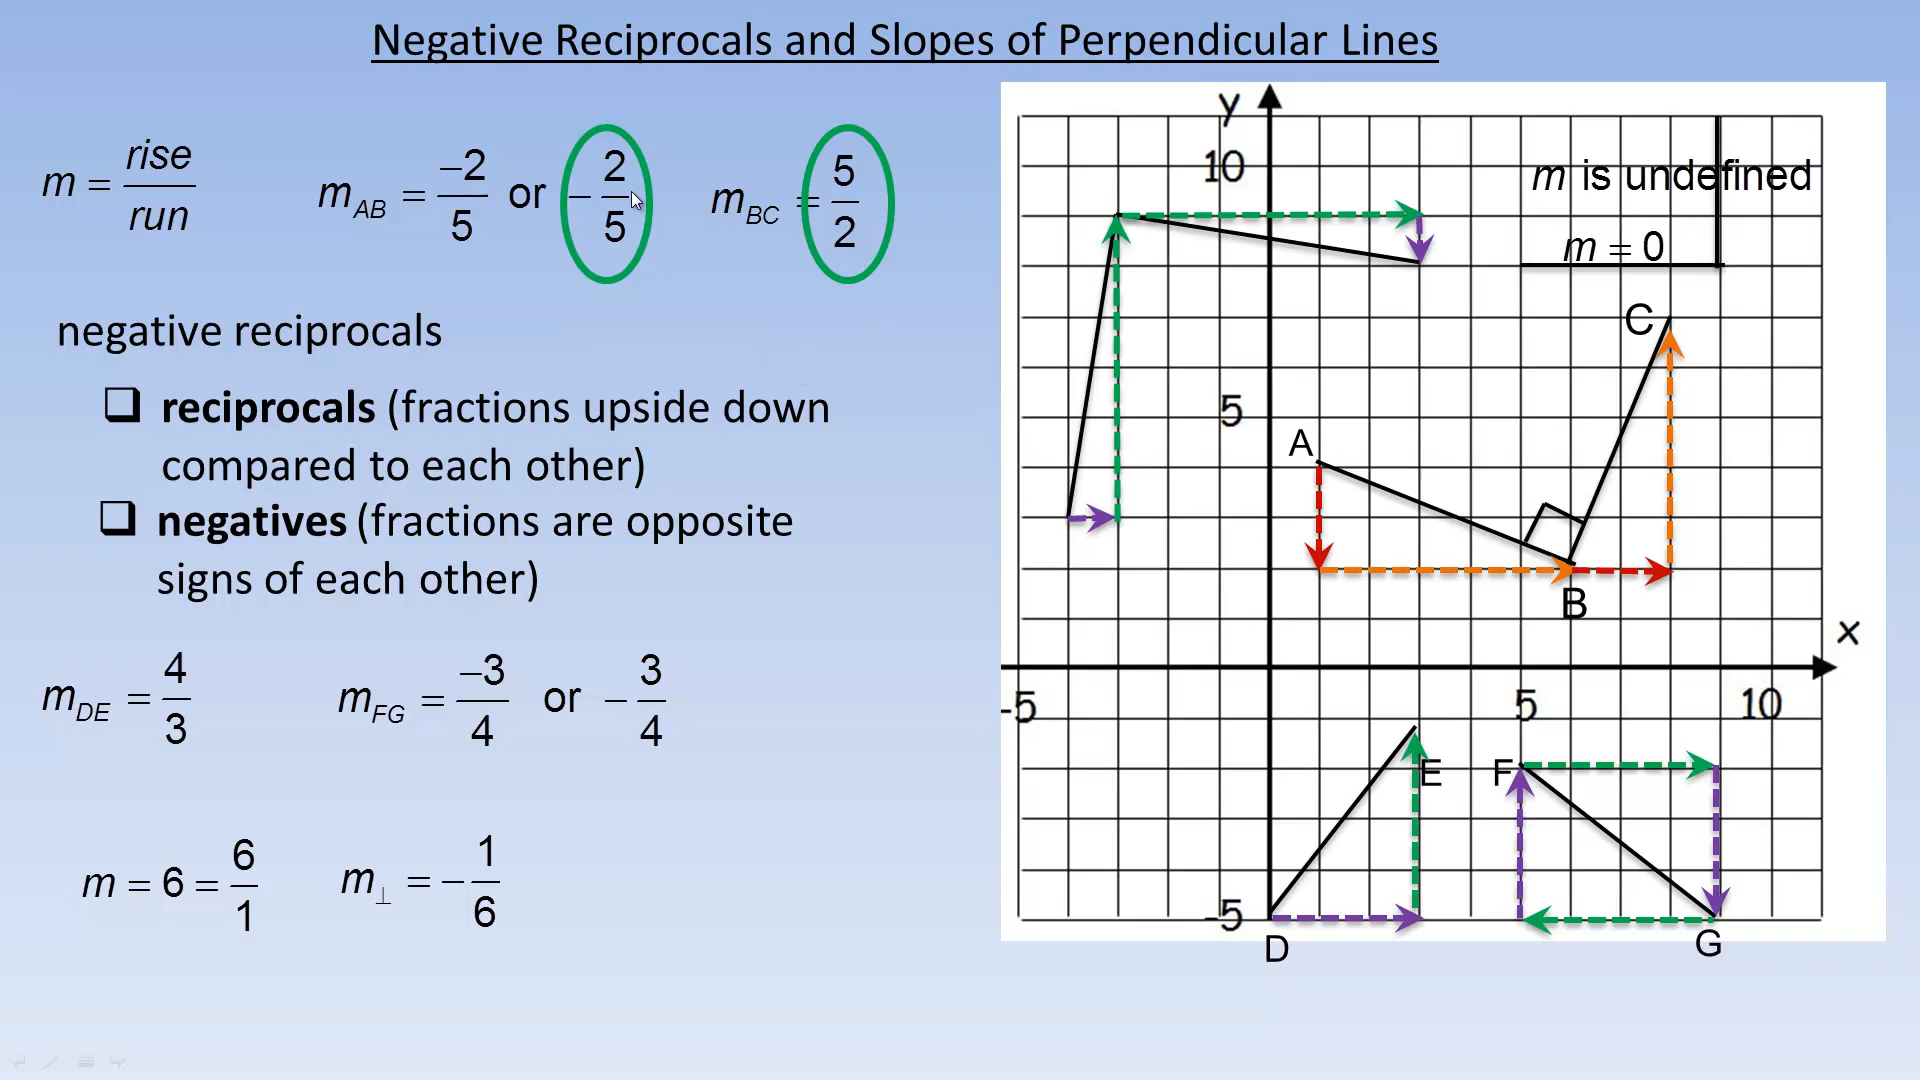 Negative Reciprocals and Slopes of Perpendicular Lines
m = rise/run
m_AB = −2/5 or −2/5
m_BC = 5/2
negative reciprocals
❑ reciprocals (fractions upside down
compared to each other)
❑ negatives (fractions are opposite
signs of each other)
m_DE = 4/3
m_FG = −3/4 or −3/4
m = 6 = 6/1
m_⊥ = −1/6
y
10
m is undefined
m = 0
C
5
A
B
x
-5
5
10
E
F
-5
D
G